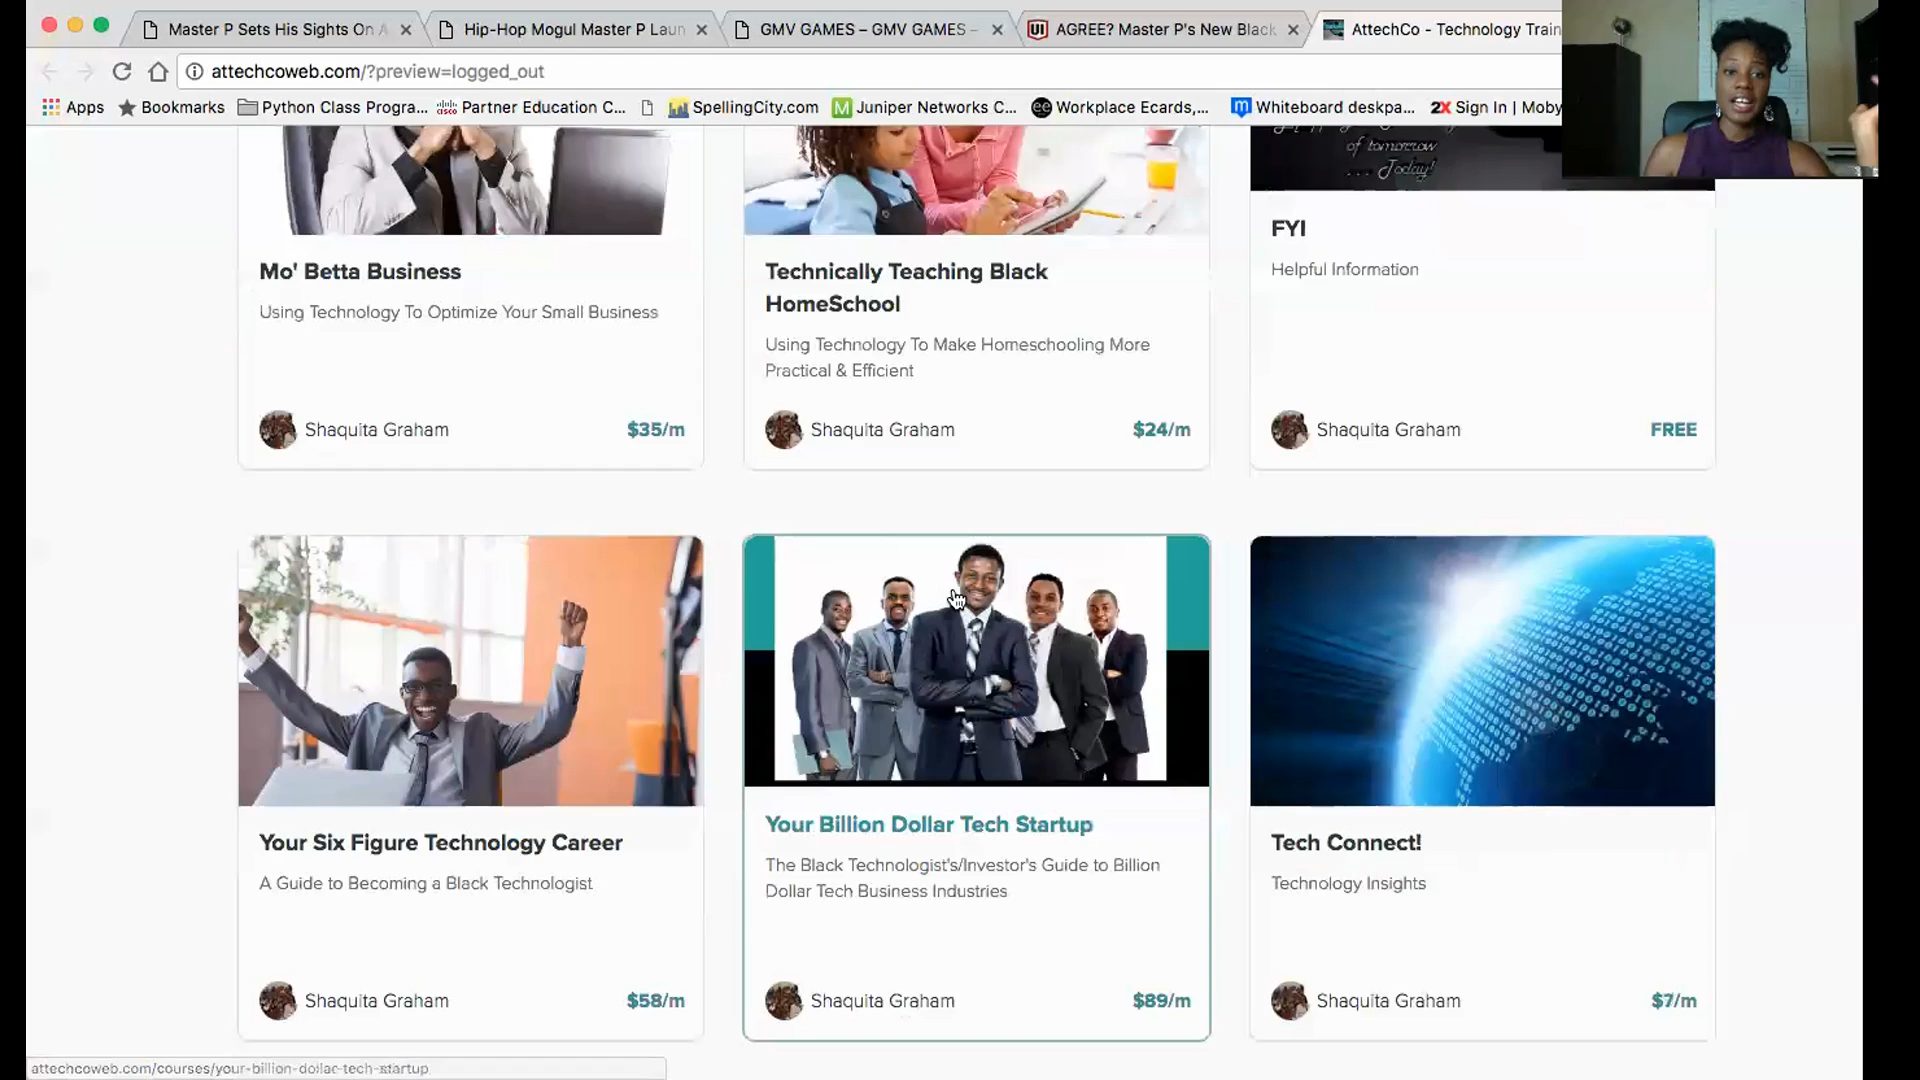 Master P Sets His Sights On A
Hip-Hop Mogul Master P Laun
GMV GAMES – GMV GAMES –
AGREE? Master P's New Black
AttechCo - Technology Train
attechcoweb.com/?preview=logged_out
Apps
Bookmarks
Python Class Progra...
cisco
Partner Education C...
SpellingCity.com
M
Juniper Networks C...
ee
Workplace Ecards,...
Whiteboard deskpa...
2X
Sign In | Moby
of tomorrow
... Today!
Mo' Betta Business
Using Technology To Optimize Your Small Business
Shaquita Graham
$35/m
Technically Teaching Black
HomeSchool
Using Technology To Make Homeschooling More
Practical & Efficient
Shaquita Graham
$24/m
FYI
Helpful Information
Shaquita Graham
FREE
Your Six Figure Technology Career
A Guide to Becoming a Black Technologist
Shaquita Graham
$58/m
Your Billion Dollar Tech Startup
The Black Technologist's/Investor's Guide to Billion
Dollar Tech Business Industries
Shaquita Graham
$89/m
Tech Connect!
Technology Insights
Shaquita Graham
$7/m
attechcoweb.com/courses/your-billion-dollar-tech-startup